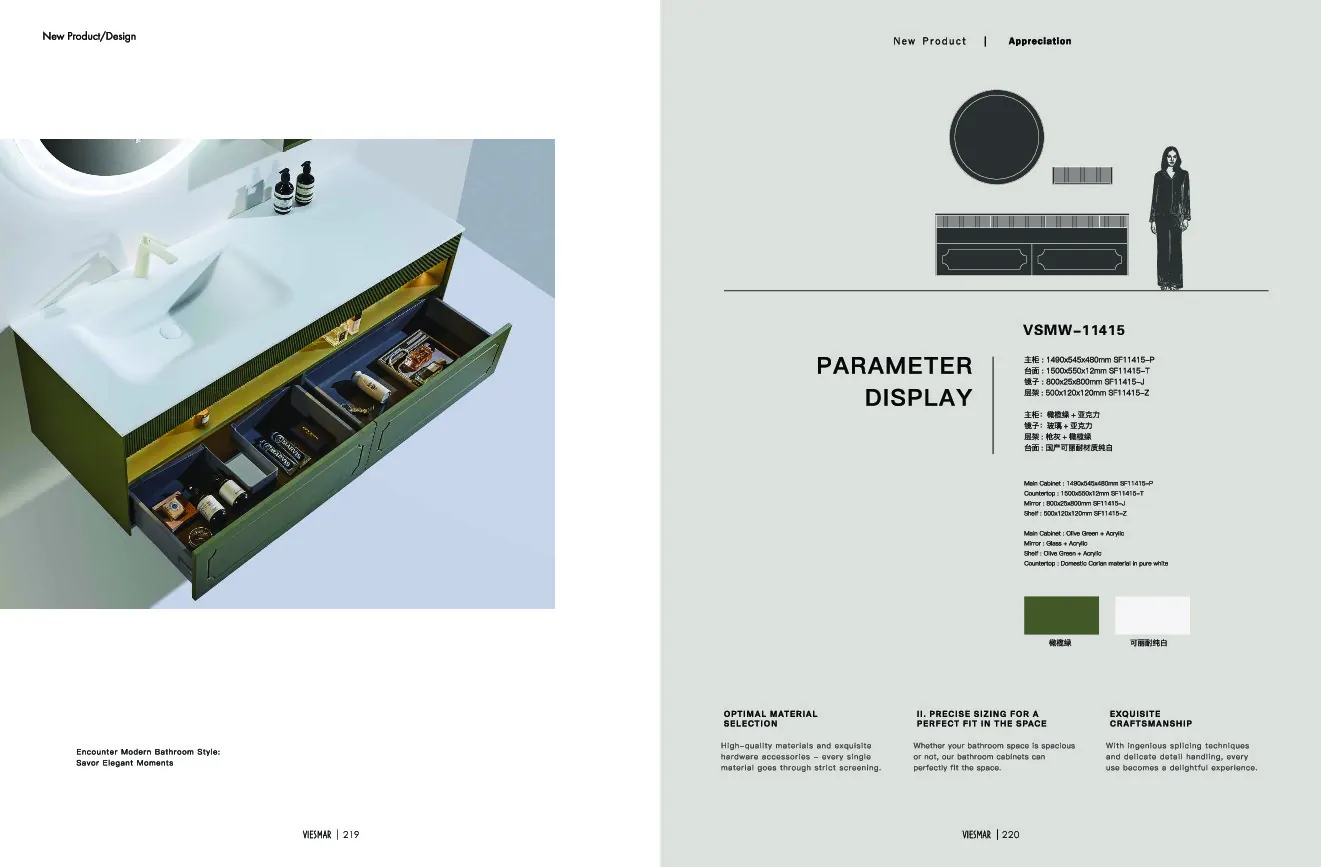 New Product/Design
Encounter Modern Bathroom Style:
Savor Elegant Moments
VIESMAR | 219
New Product | Appreciation
VSMW-11415
PARAMETER
DISPLAY
主柜 : 1490x545x480mm SF11415-P
台面 : 1500x550x12mm SF11415-T
镜子 : 800x25x800mm SF11415-J
层架 : 500x120x120mm SF11415-Z
主柜: 橄榄绿 + 亚克力
镜子: 玻璃 + 亚克力
层架 : 枪灰 + 橄榄绿
台面 : 国产可丽耐材质纯白
Main Cabinet : 1490x545x480mm SF11415-P
Countertop : 1500x550x12mm SF11415-T
Mirror : 800x25x800mm SF11415-J
Shelf : 500x120x120mm SF11415-Z
Main Cabinet : Olive Green + Acrylic
Mirror : Glass + Acrylic
Shelf : Olive Green + Acrylic
Countertop : Domestic Corian material in pure white
橄榄绿
可丽耐纯白
OPTIMAL MATERIAL
SELECTION
High-quality materials and exquisite
hardware accessories - every single
material goes through strict screening.
II. PRECISE SIZING FOR A
PERFECT FIT IN THE SPACE
Whether your bathroom space is spacious
or not, our bathroom cabinets can
perfectly fit the space.
EXQUISITE
CRAFTSMANSHIP
With ingenious splicing techniques
and delicate detail handling, every
use becomes a delightful experience.
VIESMAR | 220